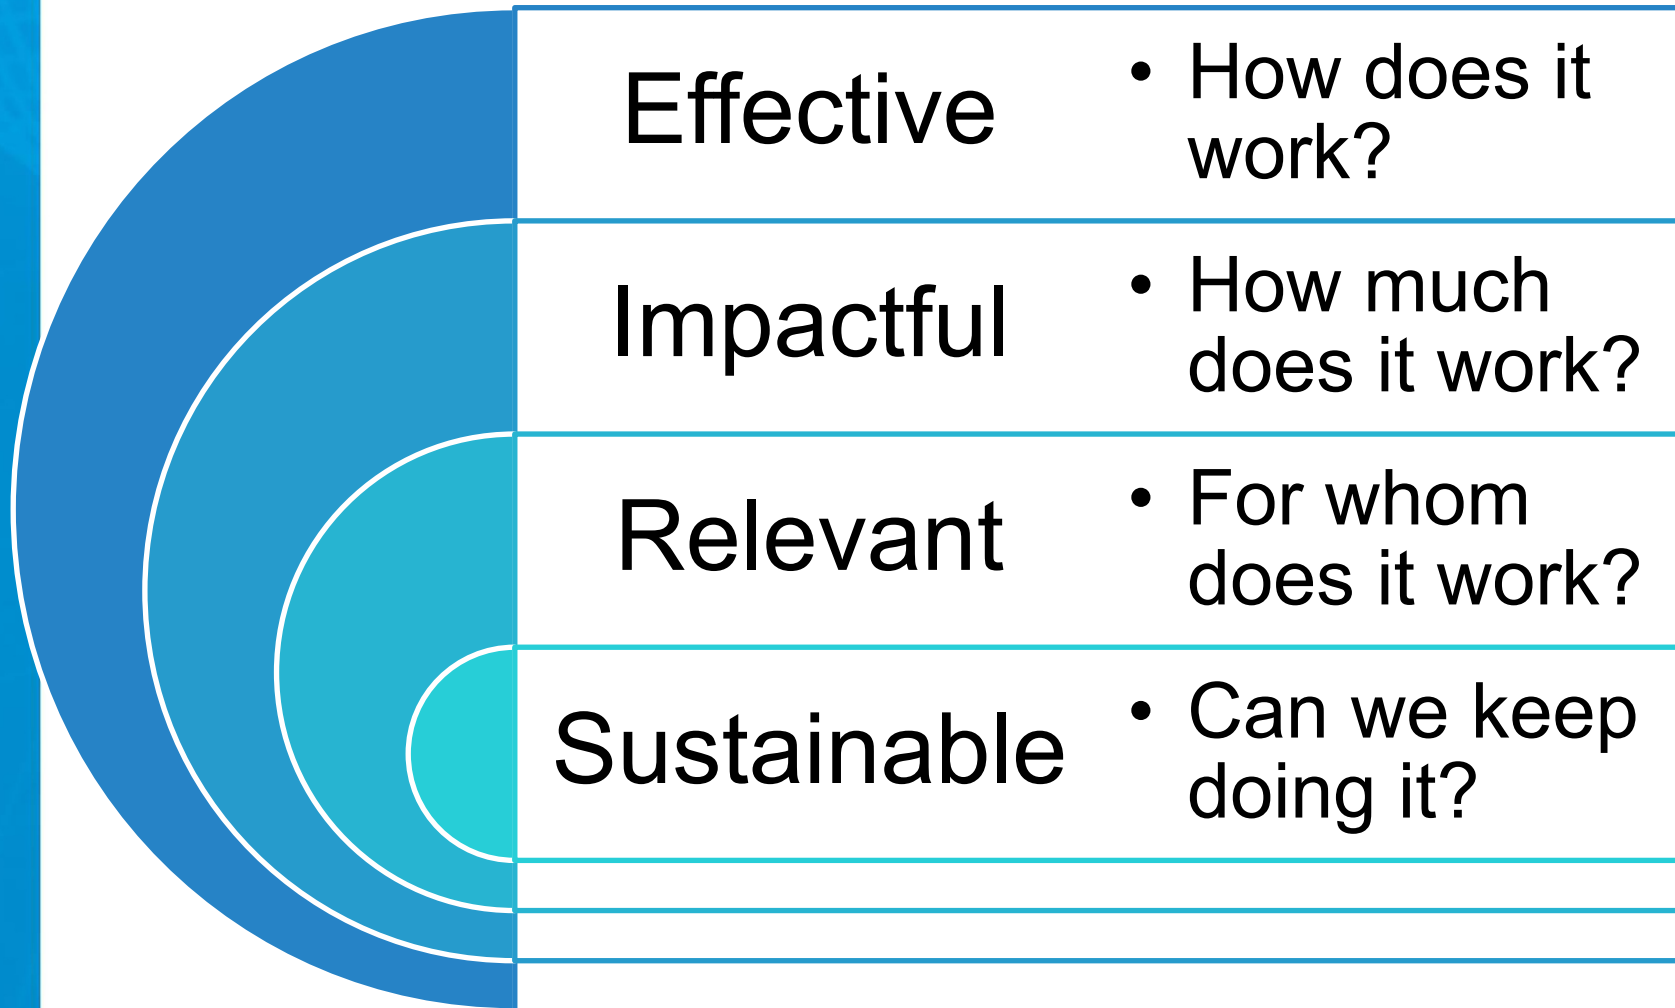 Effective
• How does it
work?
Impactful
• How much
does it work?
Relevant
• For whom
does it work?
Sustainable
• Can we keep
doing it?